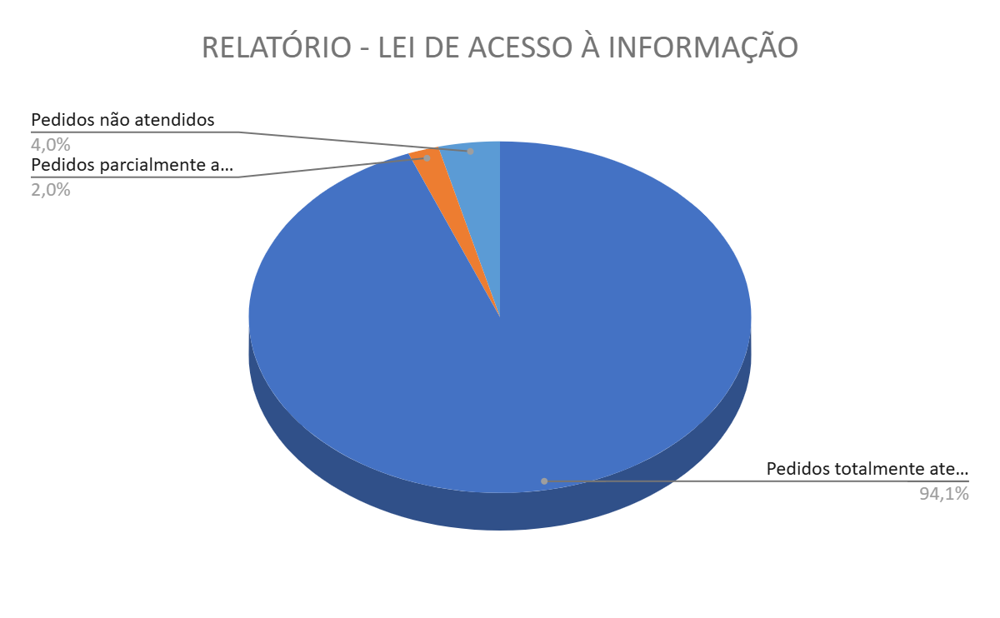 RELATÓRIO - LEI DE ACESSO À INFORMAÇÃO
Pedidos não atendidos
4,0%
Pedidos parcialmente a...
2,0%
Pedidos totalmente ate...
94,1%